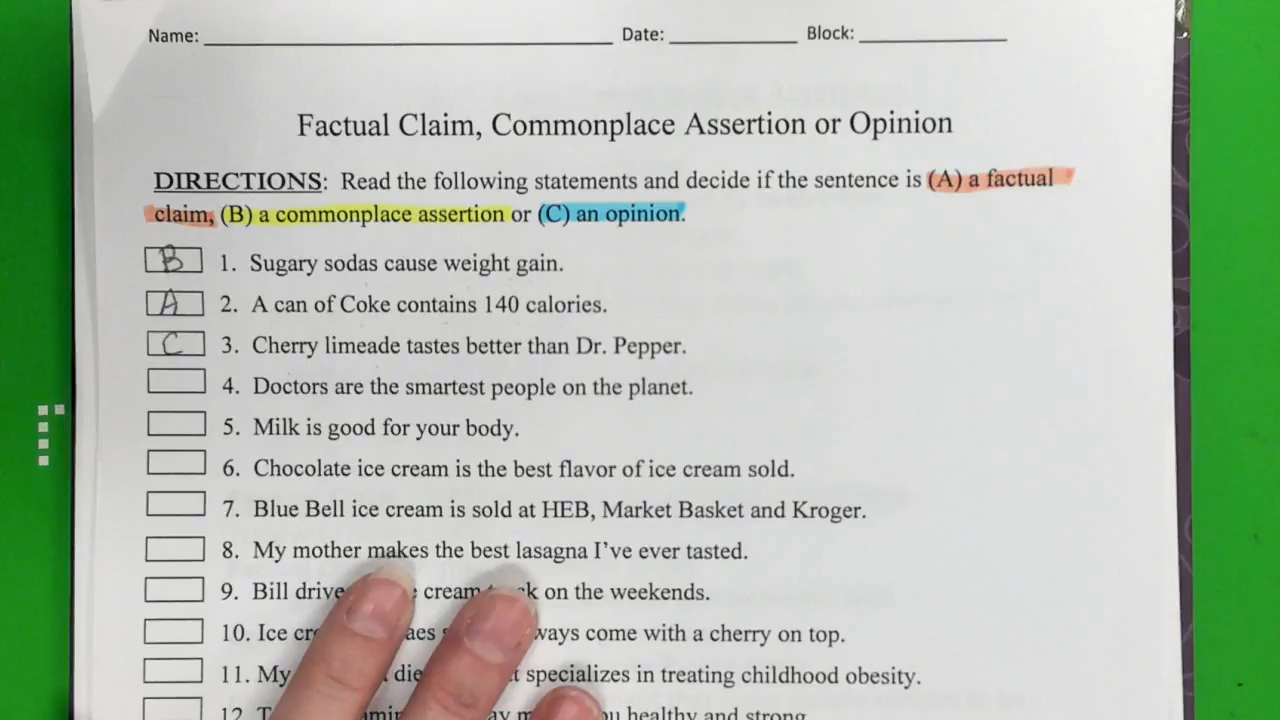 Name: Date: Block:
Factual Claim, Commonplace Assertion or Opinion
DIRECTIONS: Read the following statements and decide if the sentence is (A) a factual
claim, (B) a commonplace assertion or (C) an opinion.
B 1. Sugary sodas cause weight gain.
A 2. A can of Coke contains 140 calories.
C 3. Cherry limeade tastes better than Dr. Pepper.
4. Doctors are the smartest people on the planet.
5. Milk is good for your body.
6. Chocolate ice cream is the best flavor of ice cream sold.
7. Blue Bell ice cream is sold at HEB, Market Basket and Kroger.
8. My mother makes the best lasagna I've ever tasted.
9. Bill cream on the weekends.
10. Ice come with a cherry on top.
11. My specializes in treating childhood obesity.
12. healthy and strong.